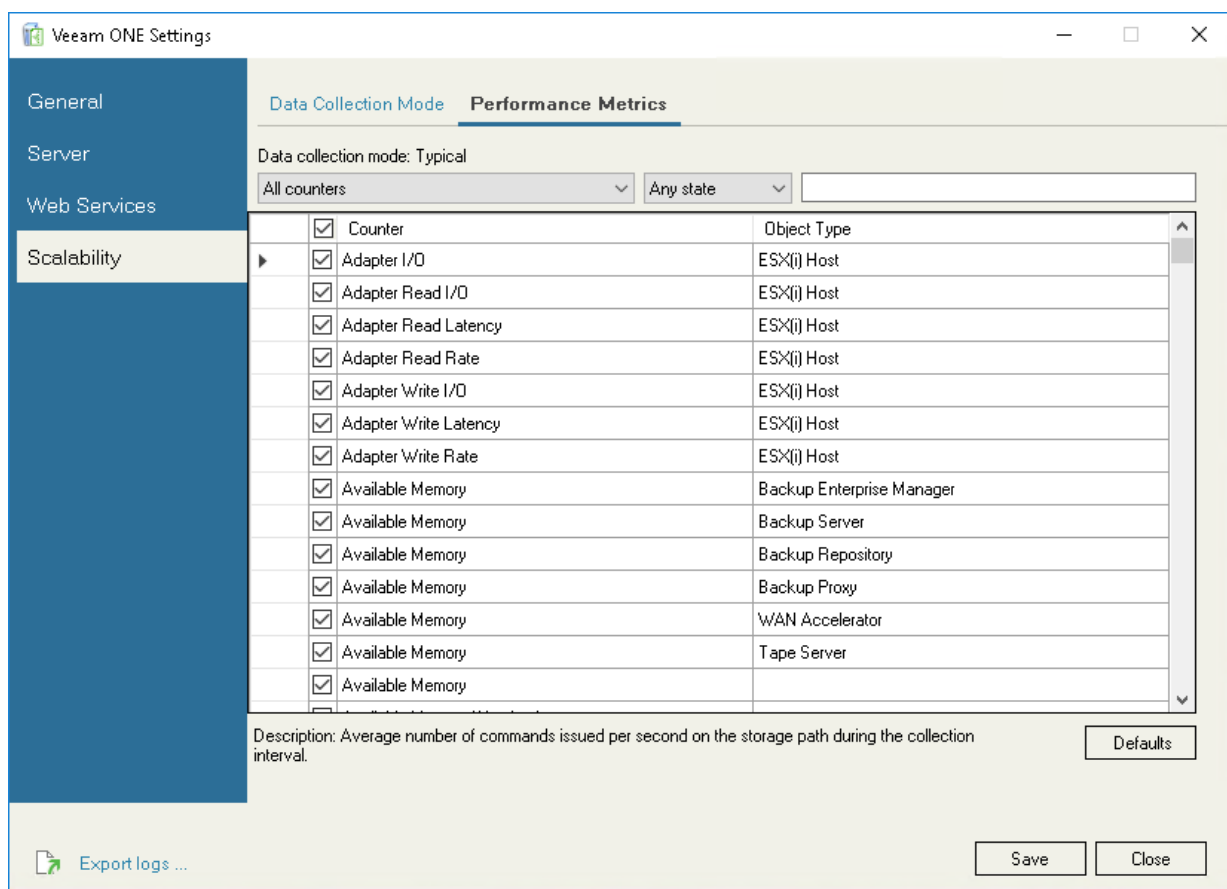 Veeam ONE Settings
General
Server
Web Services
Scalability
Data Collection Mode Performance Metrics
Data collection mode: Typical
All counters Any state
Counter Object Type
Adapter I/O ESX(i) Host
Adapter Read I/O ESX(i) Host
Adapter Read Latency ESX(i) Host
Adapter Read Rate ESX(i) Host
Adapter Write I/O ESX(i) Host
Adapter Write Latency ESX(i) Host
Adapter Write Rate ESX(i) Host
Available Memory Backup Enterprise Manager
Available Memory Backup Server
Available Memory Backup Repository
Available Memory Backup Proxy
Available Memory WAN Accelerator
Available Memory Tape Server
Available Memory
Description: Average number of commands issued per second on the storage path during the collection
interval.
Defaults
Export logs ...
Save Close